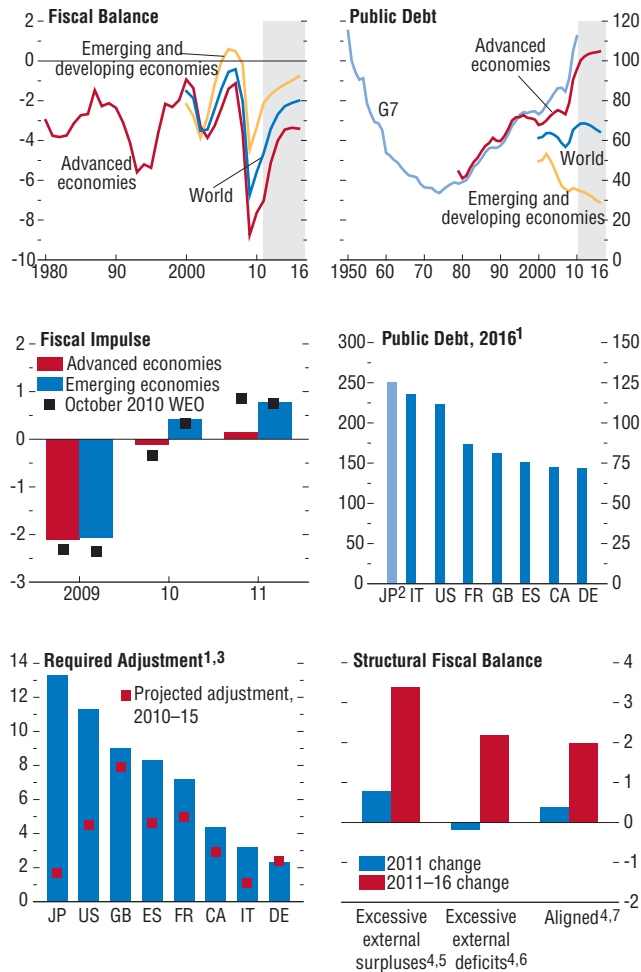 Fiscal Balance
2
0
-2
-4
-6
-8
-10
Emerging and
developing economies
Advanced
economies
World
1980
90
2000
10
16
Public Debt
120
100
80
60
40
20
0
Advanced
economies
G7
World
Emerging and
developing economies
1950
60
70
80
90
2000
10
16
Fiscal Impulse
Advanced economies
Emerging economies
October 2010 WEO
2
1
0
-1
-2
-3
2009
10
11
Public Debt, 2016¹
300
250
200
150
100
50
0
150
125
100
75
50
25
0
JP² IT US FR GB ES CA DE
Required Adjustment¹,³
Projected adjustment,
2010–15
14
12
10
8
6
4
2
0
JP US GB ES FR CA IT DE
Structural Fiscal Balance
4
3
2
1
0
-1
-2
2011 change
2011–16 change
Excessive
external
surpluses⁴,⁵
Excessive
external
deficits⁴,⁶
Aligned⁴,⁷